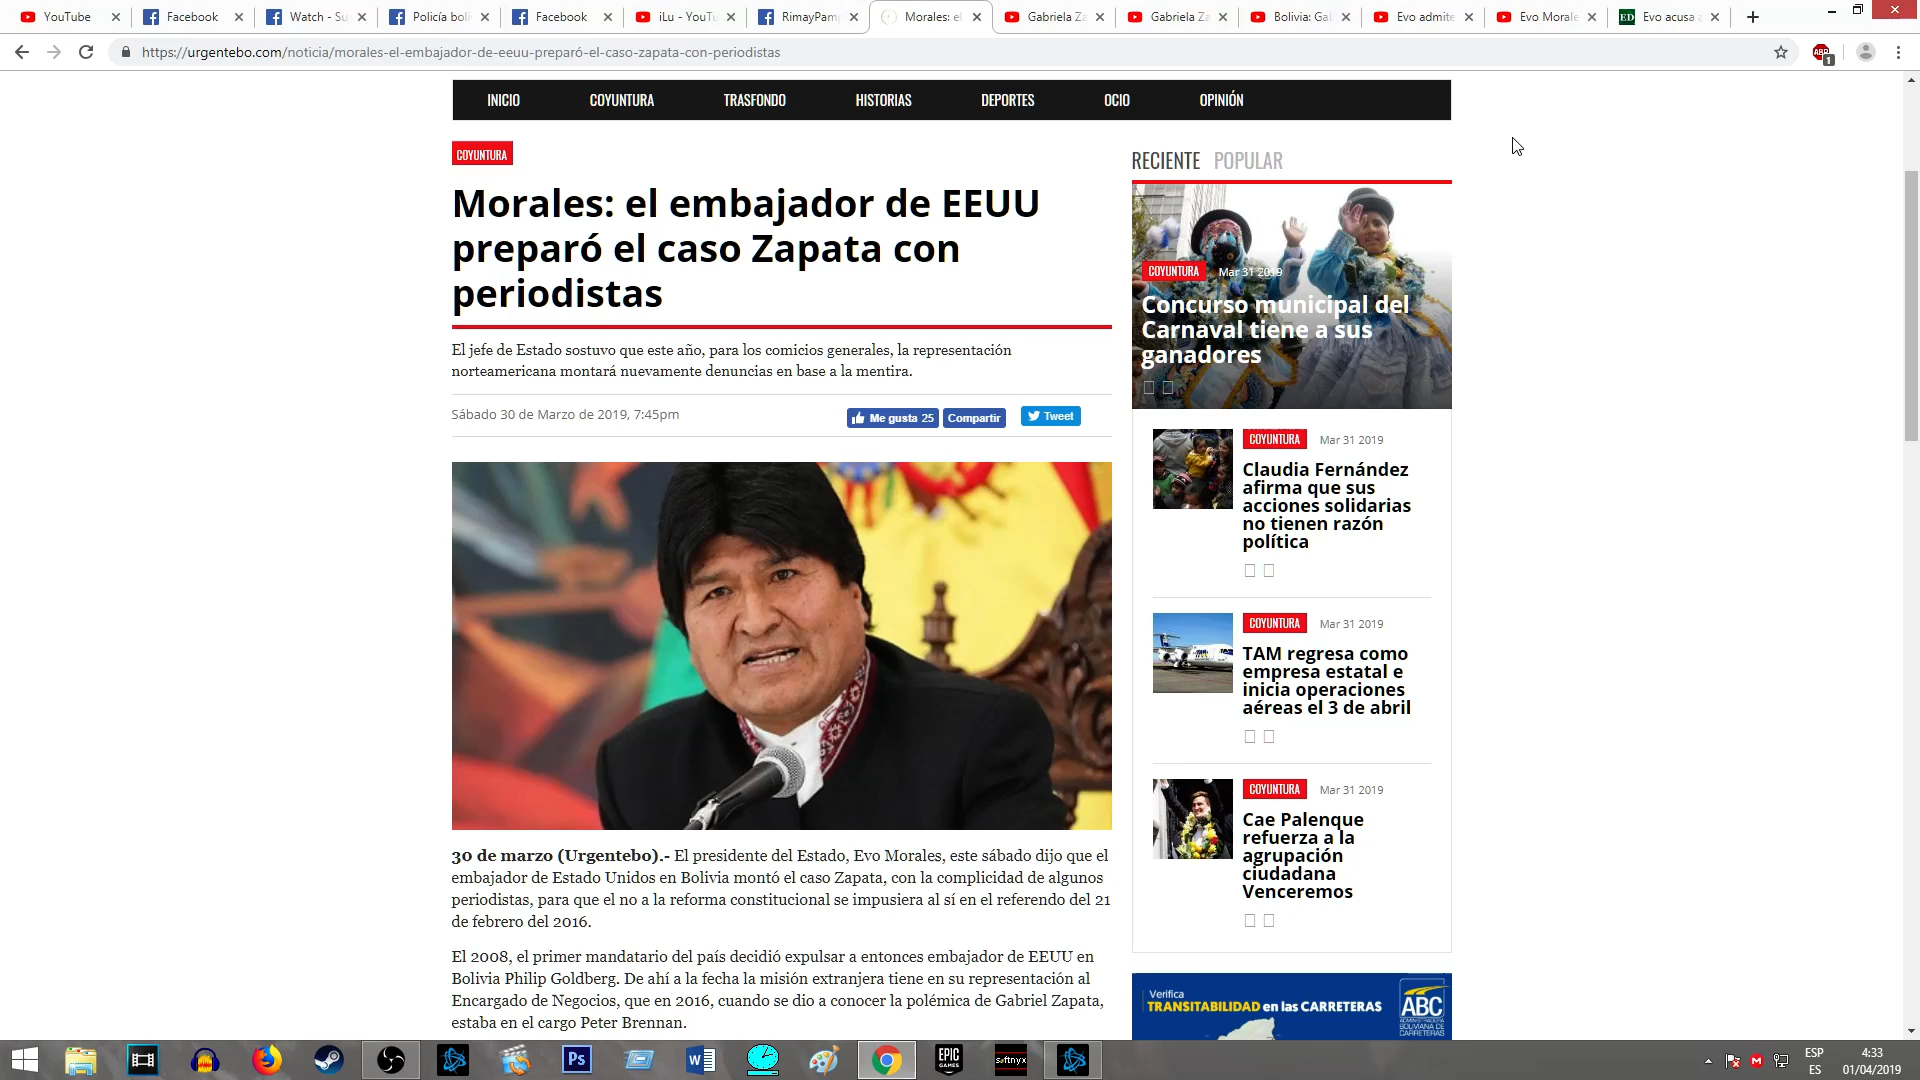 YouTube
Facebook
Watch - Su
Policía boli
Facebook
iLu - YouTu
RimayPamp
Morales: el
Gabriela Za
Gabriela Za
Bolivia: Gal
Evo admite
Evo Morale
ED Evo acusa a
https://urgentebo.com/noticia/morales-el-embajador-de-eeuu-preparó-el-caso-zapata-con-periodistas
ABP
1
INICIO COYUNTURA TRASFONDO HISTORIAS DEPORTES OCIO OPINIÓN
COYUNTURA
Morales: el embajador de EEUU
preparó el caso Zapata con
periodistas
El jefe de Estado sostuvo que este año, para los comicios generales, la representación
norteamericana montará nuevamente denuncias en base a la mentira.
Sábado 30 de Marzo de 2019, 7:45pm
Me gusta 25 Compartir Tweet
30 de marzo (Urgentebo).- El presidente del Estado, Evo Morales, este sábado dijo que el
embajador de Estado Unidos en Bolivia montó el caso Zapata, con la complicidad de algunos
periodistas, para que el no a la reforma constitucional se impusiera al sí en el referendo del 21
de febrero del 2016.
El 2008, el primer mandatario del país decidió expulsar a entonces embajador de EEUU en
Bolivia Philip Goldberg. De ahí a la fecha la misión extranjera tiene en su representación al
Encargado de Negocios, que en 2016, cuando se dio a conocer la polémica de Gabriel Zapata,
estaba en el cargo Peter Brennan.
RECIENTE POPULAR
COYUNTURA Mar 31 2019
Concurso municipal del
Carnaval tiene a sus
ganadores
COYUNTURA Mar 31 2019
Claudia Fernández
afirma que sus
acciones solidarias
no tienen razón
política
COYUNTURA Mar 31 2019
TAM regresa como
empresa estatal e
inicia operaciones
aéreas el 3 de abril
COYUNTURA Mar 31 2019
Cae Palenque
refuerza a la
agrupación
ciudadana
Venceremos
Verifica
TRANSITABILIDAD en las CARRETERAS
ABC
ADMINISTRADORA
BOLIVIANA DE
CARRETERAS
Ps
W
EPIC
GAMES
softnyx
ESP
ES
4:33
01/04/2019